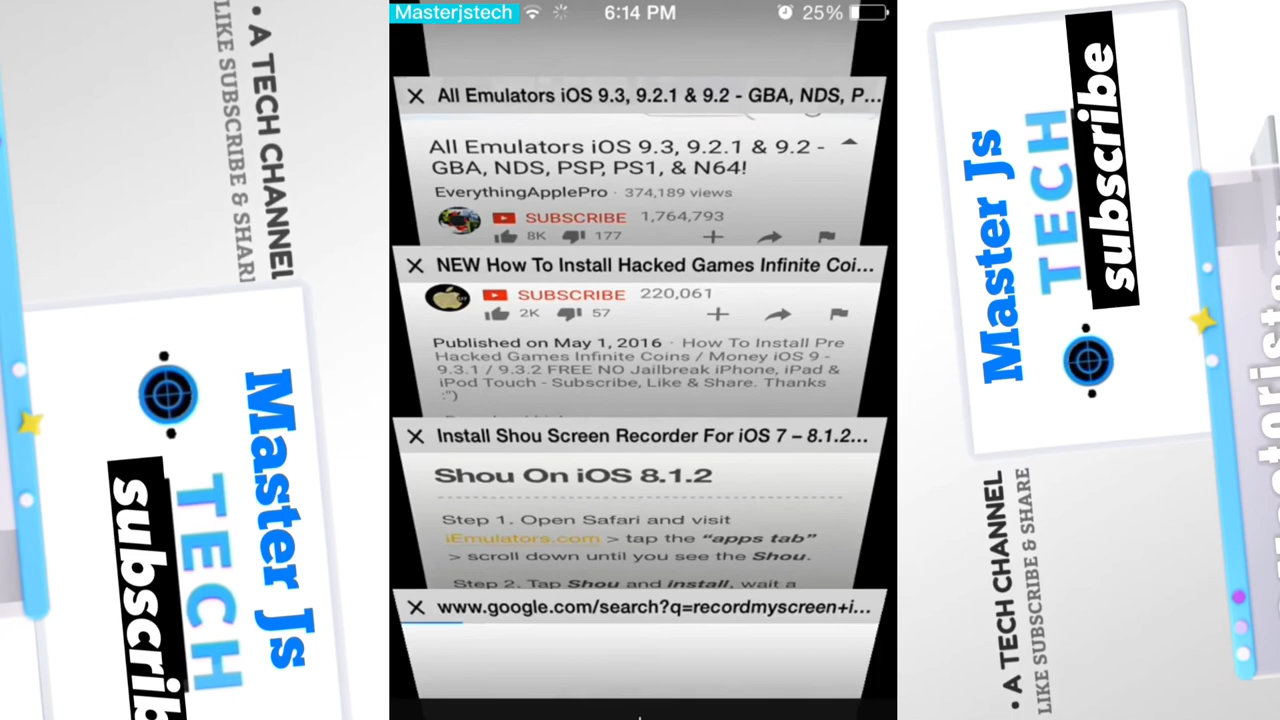 • A TECH CHANNEL
LIKE SUBSCRIBE & SHARE
Master Js
TECH
subscrib
Masterjstech
6:14 PM
25%
All Emulators iOS 9.3, 9.2.1 & 9.2 - GBA, NDS, P...
All Emulators iOS 9.3, 9.2.1 & 9.2 -
GBA, NDS, PSP, PS1, & N64!
EverythingApplePro · 374,189 views
SUBSCRIBE 1,764,793
8K 177
NEW How To Install Hacked Games Infinite Coi...
SUBSCRIBE 220,061
2K 57
Published on May 1, 2016 · How To Install Pre
Hacked Games Infinite Coins / Money iOS 9 -
9.3.1 / 9.3.2 FREE NO Jailbreak iPhone, iPad &
iPod Touch - Subscribe, Like & Share. Thanks
:")
Install Shou Screen Recorder For iOS 7 – 8.1.2...
Shou On iOS 8.1.2
Step 1. Open Safari and visit
iEmulators.com > tap the “apps tab”
> scroll down until you see the Shou.
Step 2. Tap Shou and install, wait a
www.google.com/search?q=recordmyscreen+i...
Master Js
TECH
subscribe
• A TECH CHANNEL
LIKE SUBSCRIBE & SHARE